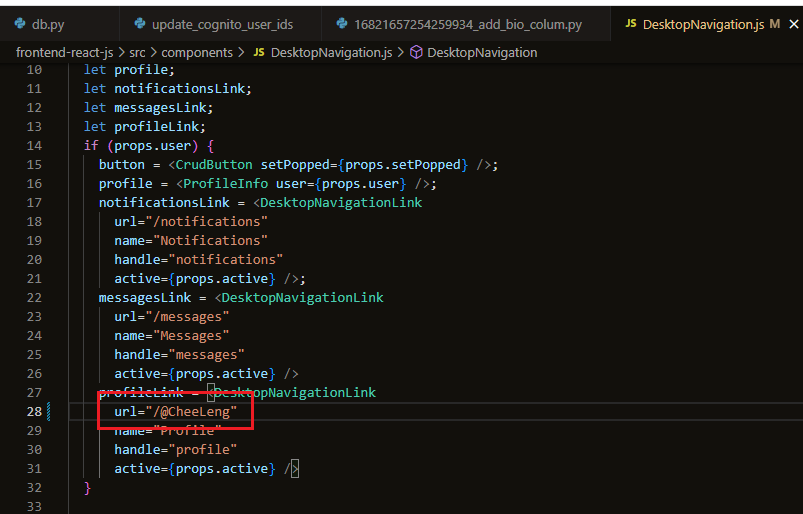 db.py update_cognito_user_ids 16821657254259934_add_bio_colum.py JS DesktopNavigation.js M ×
frontend-react-js > src > components > JS DesktopNavigation.js > DesktopNavigation
10 let profile;
11 let notificationsLink;
12 let messagesLink;
13 let profileLink;
14 if (props.user) {
15 button = <CrudButton setPopped={props.setPopped} />;
16 profile = <ProfileInfo user={props.user} />;
17 notificationsLink = <DesktopNavigationLink
18 url="/notifications"
19 name="Notifications"
20 handle="notifications"
21 active={props.active} />;
22 messagesLink = <DesktopNavigationLink
23 url="/messages"
24 name="Messages"
25 handle="messages"
26 active={props.active} />
27 profileLink = <DesktopNavigationLink
28 url="/@CheeLeng"
29 name="Profile"
30 handle="profile"
31 active={props.active} />
32 }
33